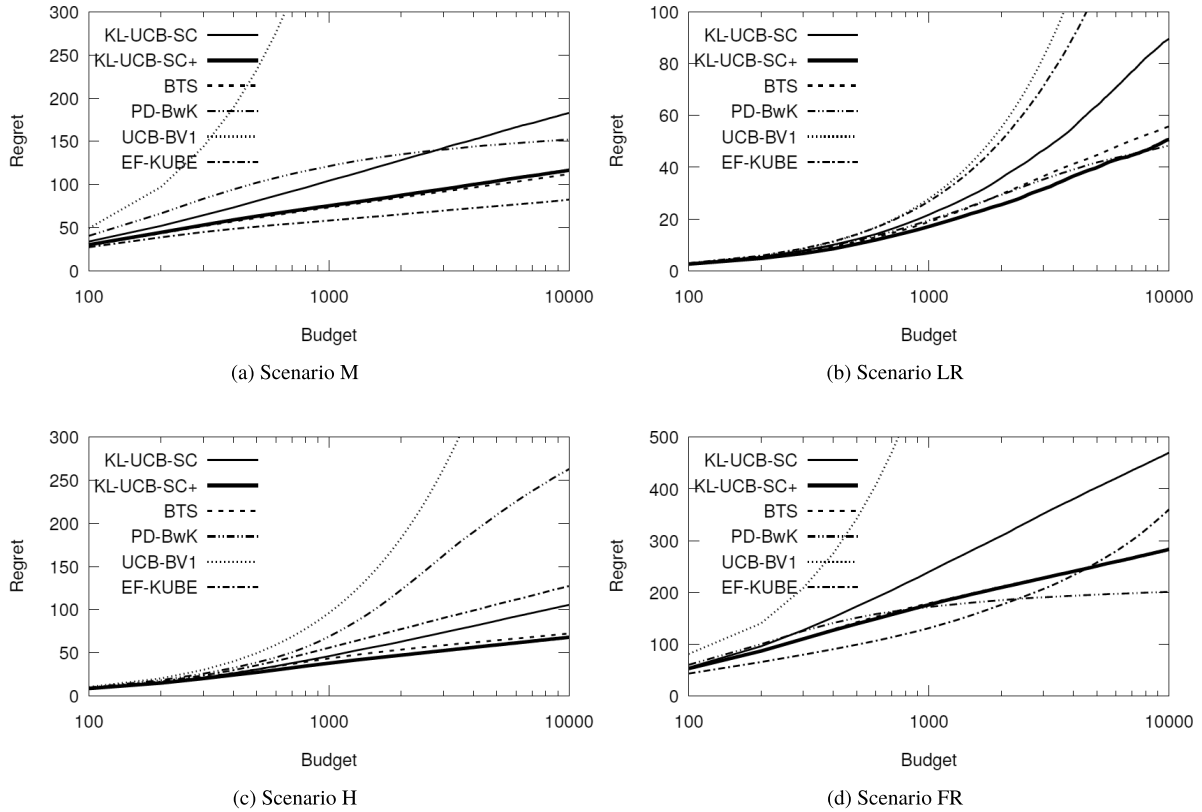 300
250
200
150
100
50
0
Regret
KL-UCB-SC
KL-UCB-SC+
BTS
PD-BwK
UCB-BV1
EF-KUBE
100
1000
10000
Budget
(a) Scenario M
100
80
60
40
20
0
Regret
KL-UCB-SC
KL-UCB-SC+
BTS
PD-BwK
UCB-BV1
EF-KUBE
100
1000
10000
Budget
(b) Scenario LR
300
250
200
150
100
50
0
Regret
KL-UCB-SC
KL-UCB-SC+
BTS
PD-BwK
UCB-BV1
EF-KUBE
100
1000
10000
Budget
(c) Scenario H
500
400
300
200
100
0
Regret
KL-UCB-SC
KL-UCB-SC+
BTS
PD-BwK
UCB-BV1
EF-KUBE
100
1000
10000
Budget
(d) Scenario FR